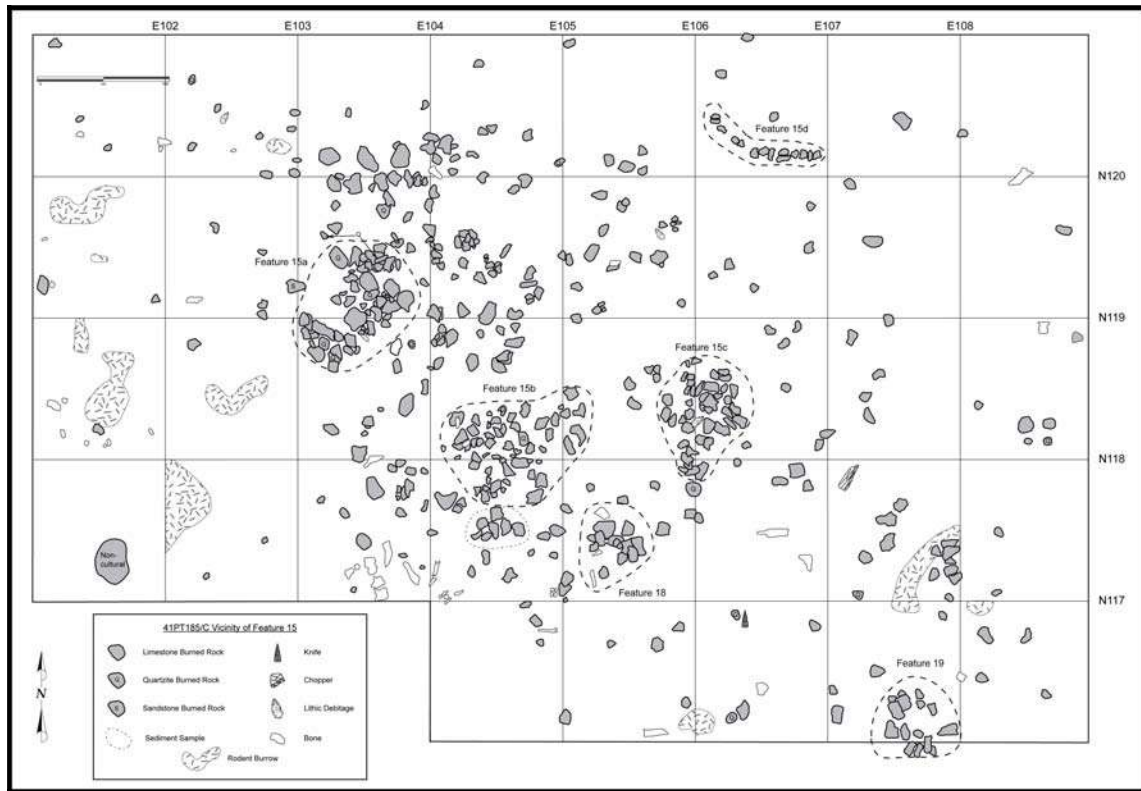 E102 E103 E104 E105 E106 E107 E108
Feature 15d
N120
Feature 15a
N119
Feature 15c
Feature 15b
N118
Non-
cultural
Feature 18
N117
41PT185/C Vicinity of Feature 15
Limestone Burned Rock
Knife
Quartzite Burned Rock
Chopper
Sandstone Burned Rock
Lithic Debitage
Sediment Sample
Bone
Rodent Burrow
N
Feature 19